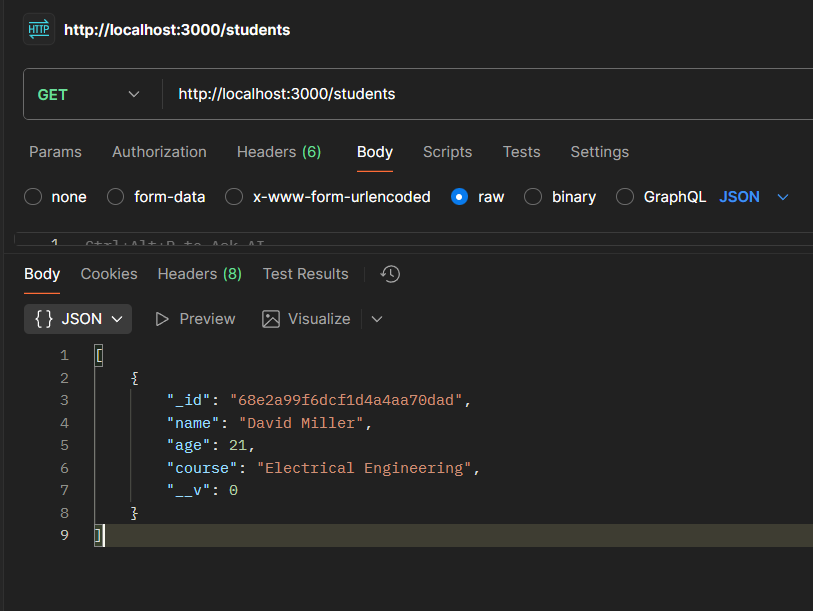 HTTP http://localhost:3000/students
GET http://localhost:3000/students
Params Authorization Headers (6) Body Scripts Tests Settings
none form-data x-www-form-urlencoded raw binary GraphQL JSON
1 Ctrl+Alt+P to Ask AI
Body Cookies Headers (8) Test Results
{} JSON Preview Visualize
1 [
2 {
3 "_id": "68e2a99f6dcf1d4a4aa70dad",
4 "name": "David Miller",
5 "age": 21,
6 "course": "Electrical Engineering",
7 "__v": 0
8 }
9 ]